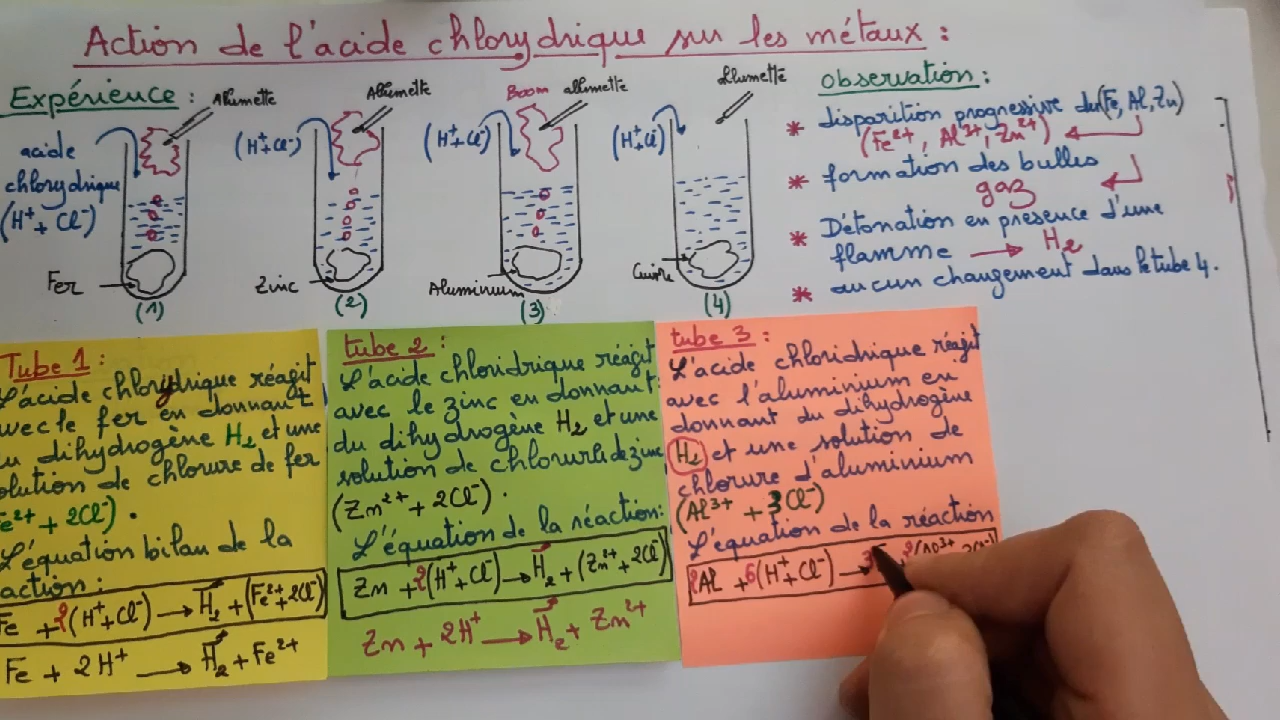 Action de l'acide chlorydrique sur les métaux :
Expérience :
Allumette
Allumette
Boom allumette
Allumette
acide
chlorydrique
(H⁺ + Cl⁻)
(H⁺+Cl⁻)
(H⁺+Cl⁻)
(H⁺+Cl⁻)
Fer
Zinc
Aluminium
Cuivre
(1)
(2)
(3)
(4)
Observation :
* disparition progressive du (Fe, Al, Zn)
(Fe²⁺, Al³⁺, Zn²⁺)
* formation des bulles
gaz
* Détonation en présence d'une
flamme → H₂
* aucun changement dans le tube 4.
Tube 1 :
L'acide chlorydrique réagit
avec le fer en donnant
du dihydrogène H₂ et une
solution de chlorure de fer
(Fe²⁺ + 2Cl⁻).
L'équation bilan de la
action :
Fe + 2(H⁺+Cl⁻) → H₂ + (Fe²⁺+2Cl⁻)
Fe + 2H⁺ → H₂ + Fe²⁺
tube 2 :
L'acide chloridrique réagit
avec le zinc en donnant :
du dihydrogène H₂ et une
solution de chlorure de zinc
(Zn²⁺ + 2Cl⁻).
L'équation de la réaction :
Zn + 2(H⁺+Cl⁻) → H₂ + (Zn²⁺+2Cl⁻)
Zn + 2H⁺ → H₂ + Zn²⁺
tube 3 :
L'acide chloridrique réagit
avec l'aluminium en
donnant du dihydrogène
H₂ et une solution de
chlorure d'aluminium
(Al³⁺ + 3Cl⁻)
L'équation de la réaction
2Al + 6(H⁺+Cl⁻) → 3